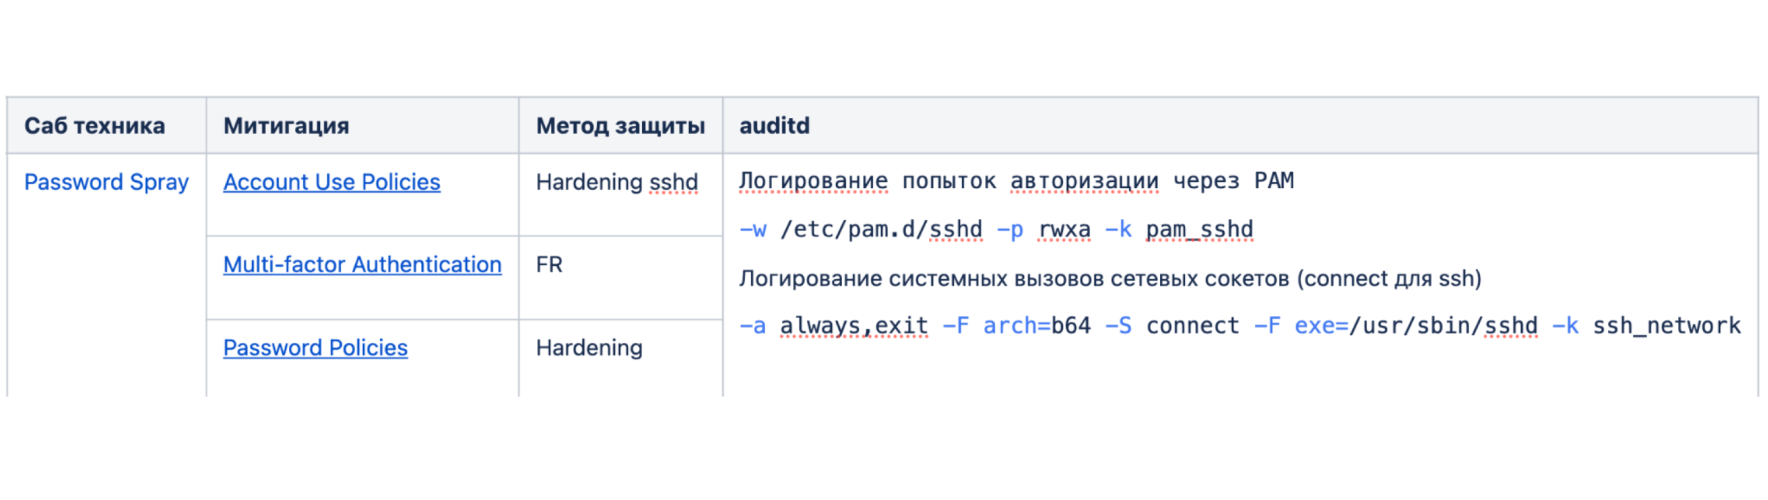 Саб техника Митигация Метод защиты auditd
Password Spray Account Use Policies Hardening sshd Логирование попыток авторизации через PAM
-w /etc/pam.d/sshd -p rwxa -k pam_sshd
Multi-factor Authentication FR
Логирование системных вызовов сетевых сокетов (connect для ssh)
-a always,exit -F arch=b64 -S connect -F exe=/usr/sbin/sshd -k ssh_network
Password Policies Hardening